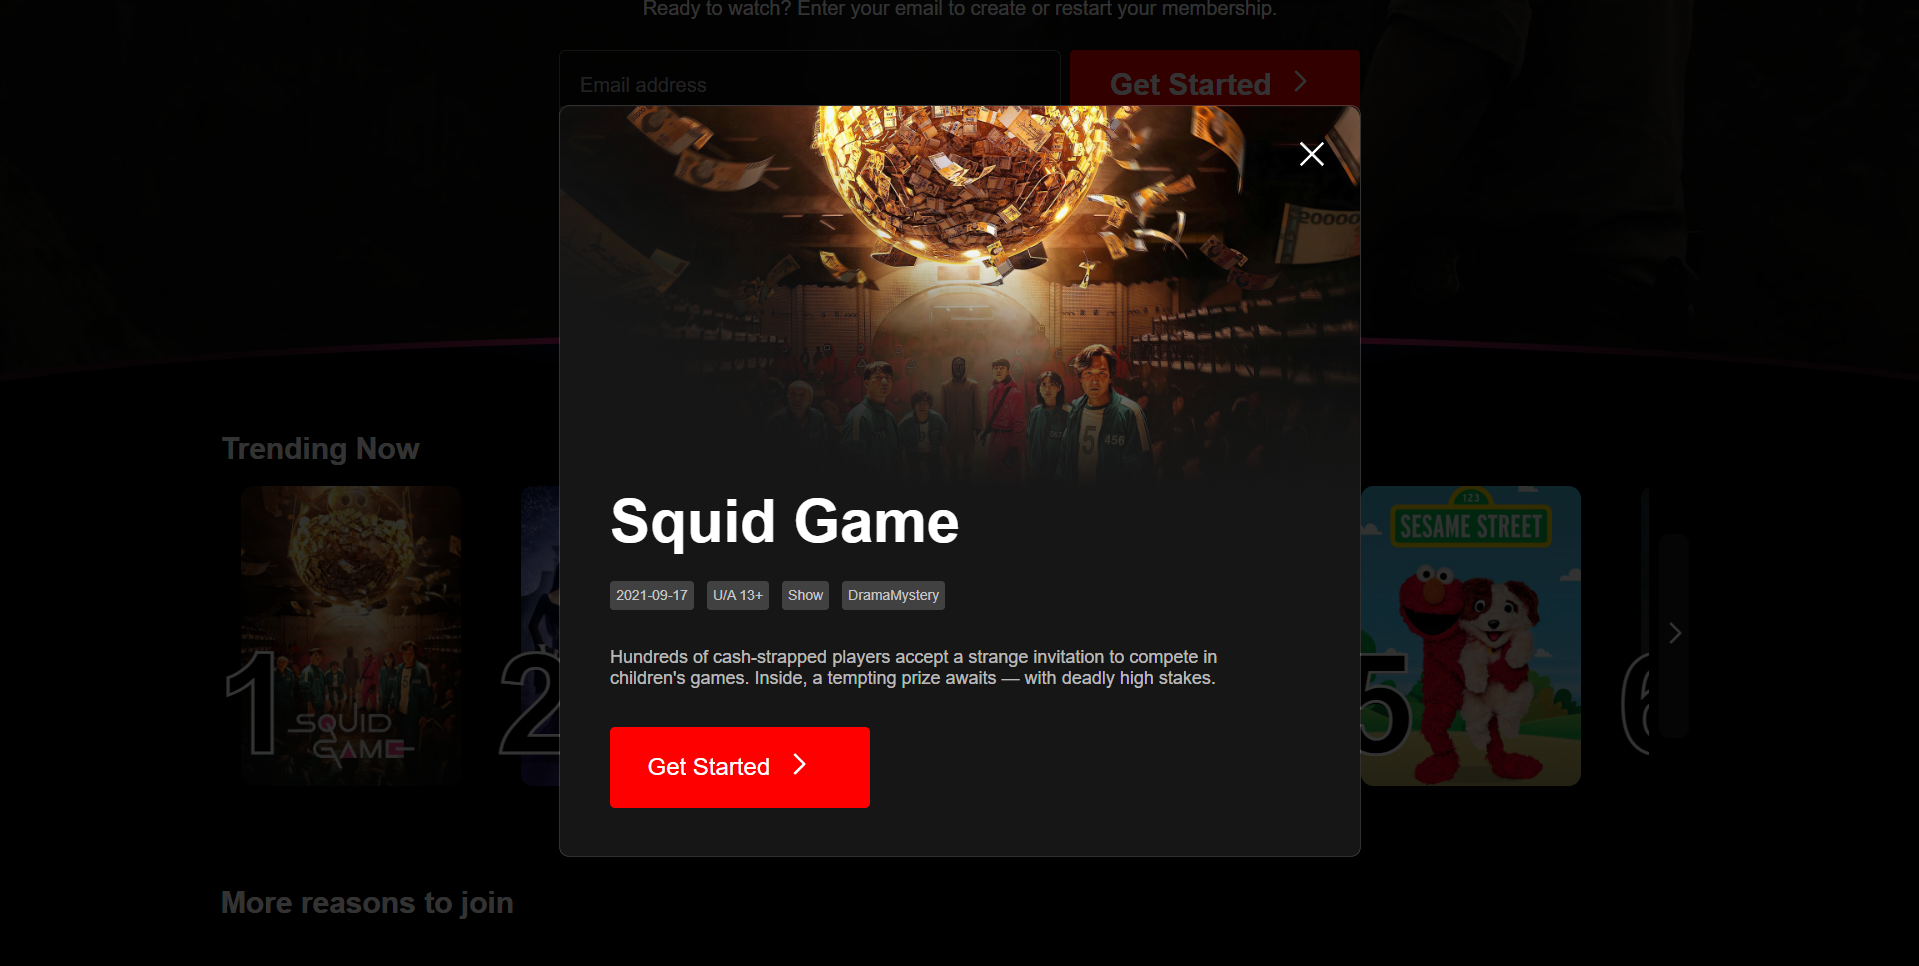 Ready to watch? Enter your email to create or restart your membership.
Email address
Get Started
20000
5 456
Trending Now
1
SQUID
GAME
2
123
SESAME STREET
5
6
Squid Game
2021-09-17
U/A 13+
Show
DramaMystery
Hundreds of cash-strapped players accept a strange invitation to compete in
children's games. Inside, a tempting prize awaits — with deadly high stakes.
Get Started
More reasons to join